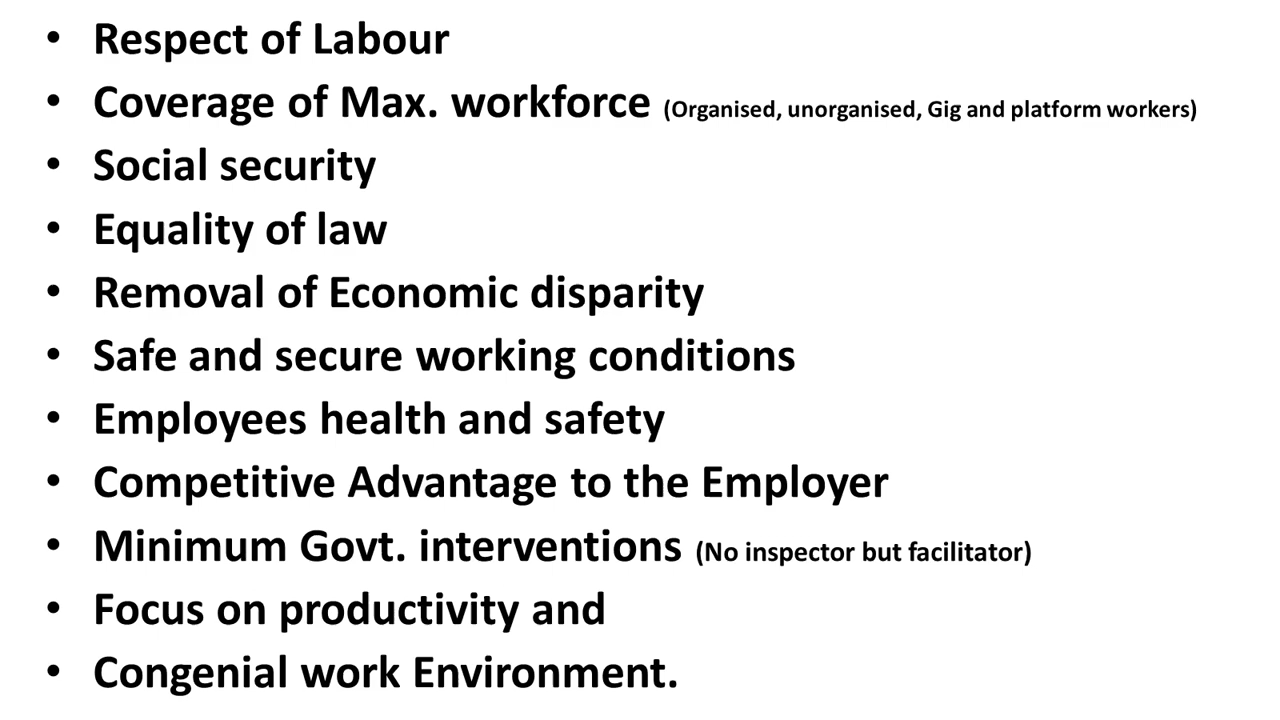 • Respect of Labour
• Coverage of Max. workforce (Organised, unorganised, Gig and platform workers)
• Social security
• Equality of law
• Removal of Economic disparity
• Safe and secure working conditions
• Employees health and safety
• Competitive Advantage to the Employer
• Minimum Govt. interventions (No inspector but facilitator)
• Focus on productivity and
• Congenial work Environment.